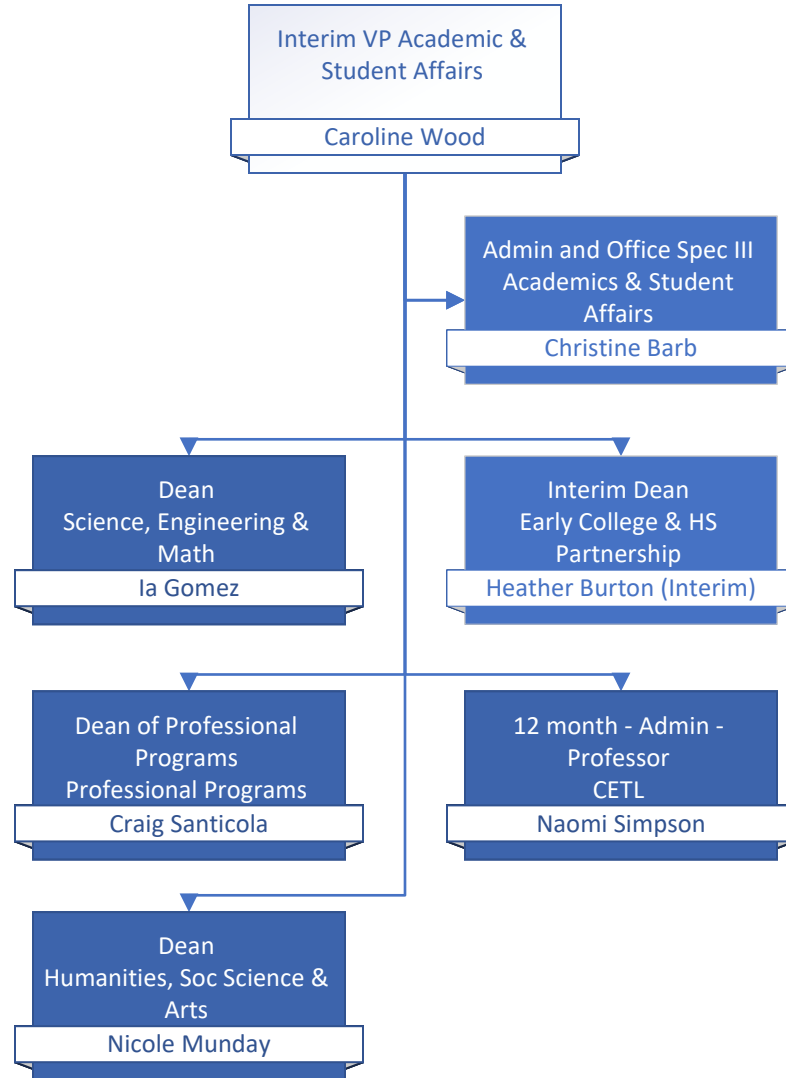 Interim VP Academic &
Student Affairs
Caroline Wood
Admin and Office Spec III
Academics & Student
Affairs
Christine Barb
Dean
Science, Engineering &
Math
Ia Gomez
Interim Dean
Early College & HS
Partnership
Heather Burton (Interim)
Dean of Professional
Programs
Professional Programs
Craig Santicola
12 month - Admin -
Professor
CETL
Naomi Simpson
Dean
Humanities, Soc Science &
Arts
Nicole Munday